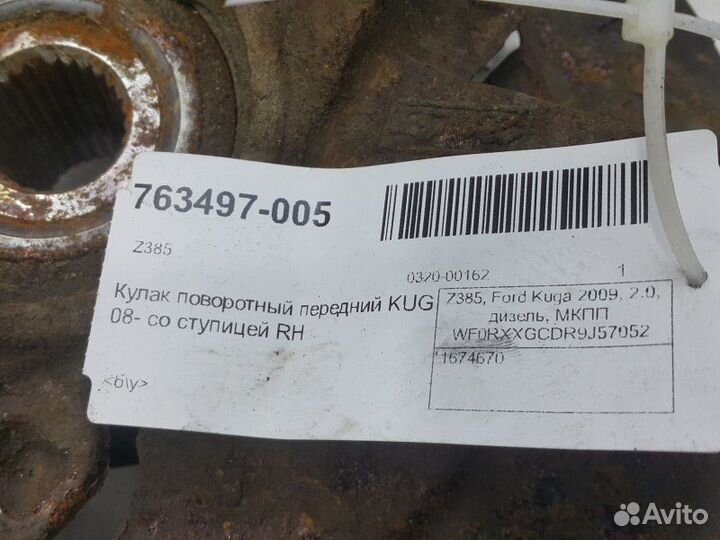 763497-005
Z385
0320-00162 1
Кулак поворотный передний KUG
08- со ступицей RH
<б\у>
Z385, Ford Kuga 2009, 2.0,
дизель, МКПП
WF0RXXGCDR9J57052
1674670
Avito